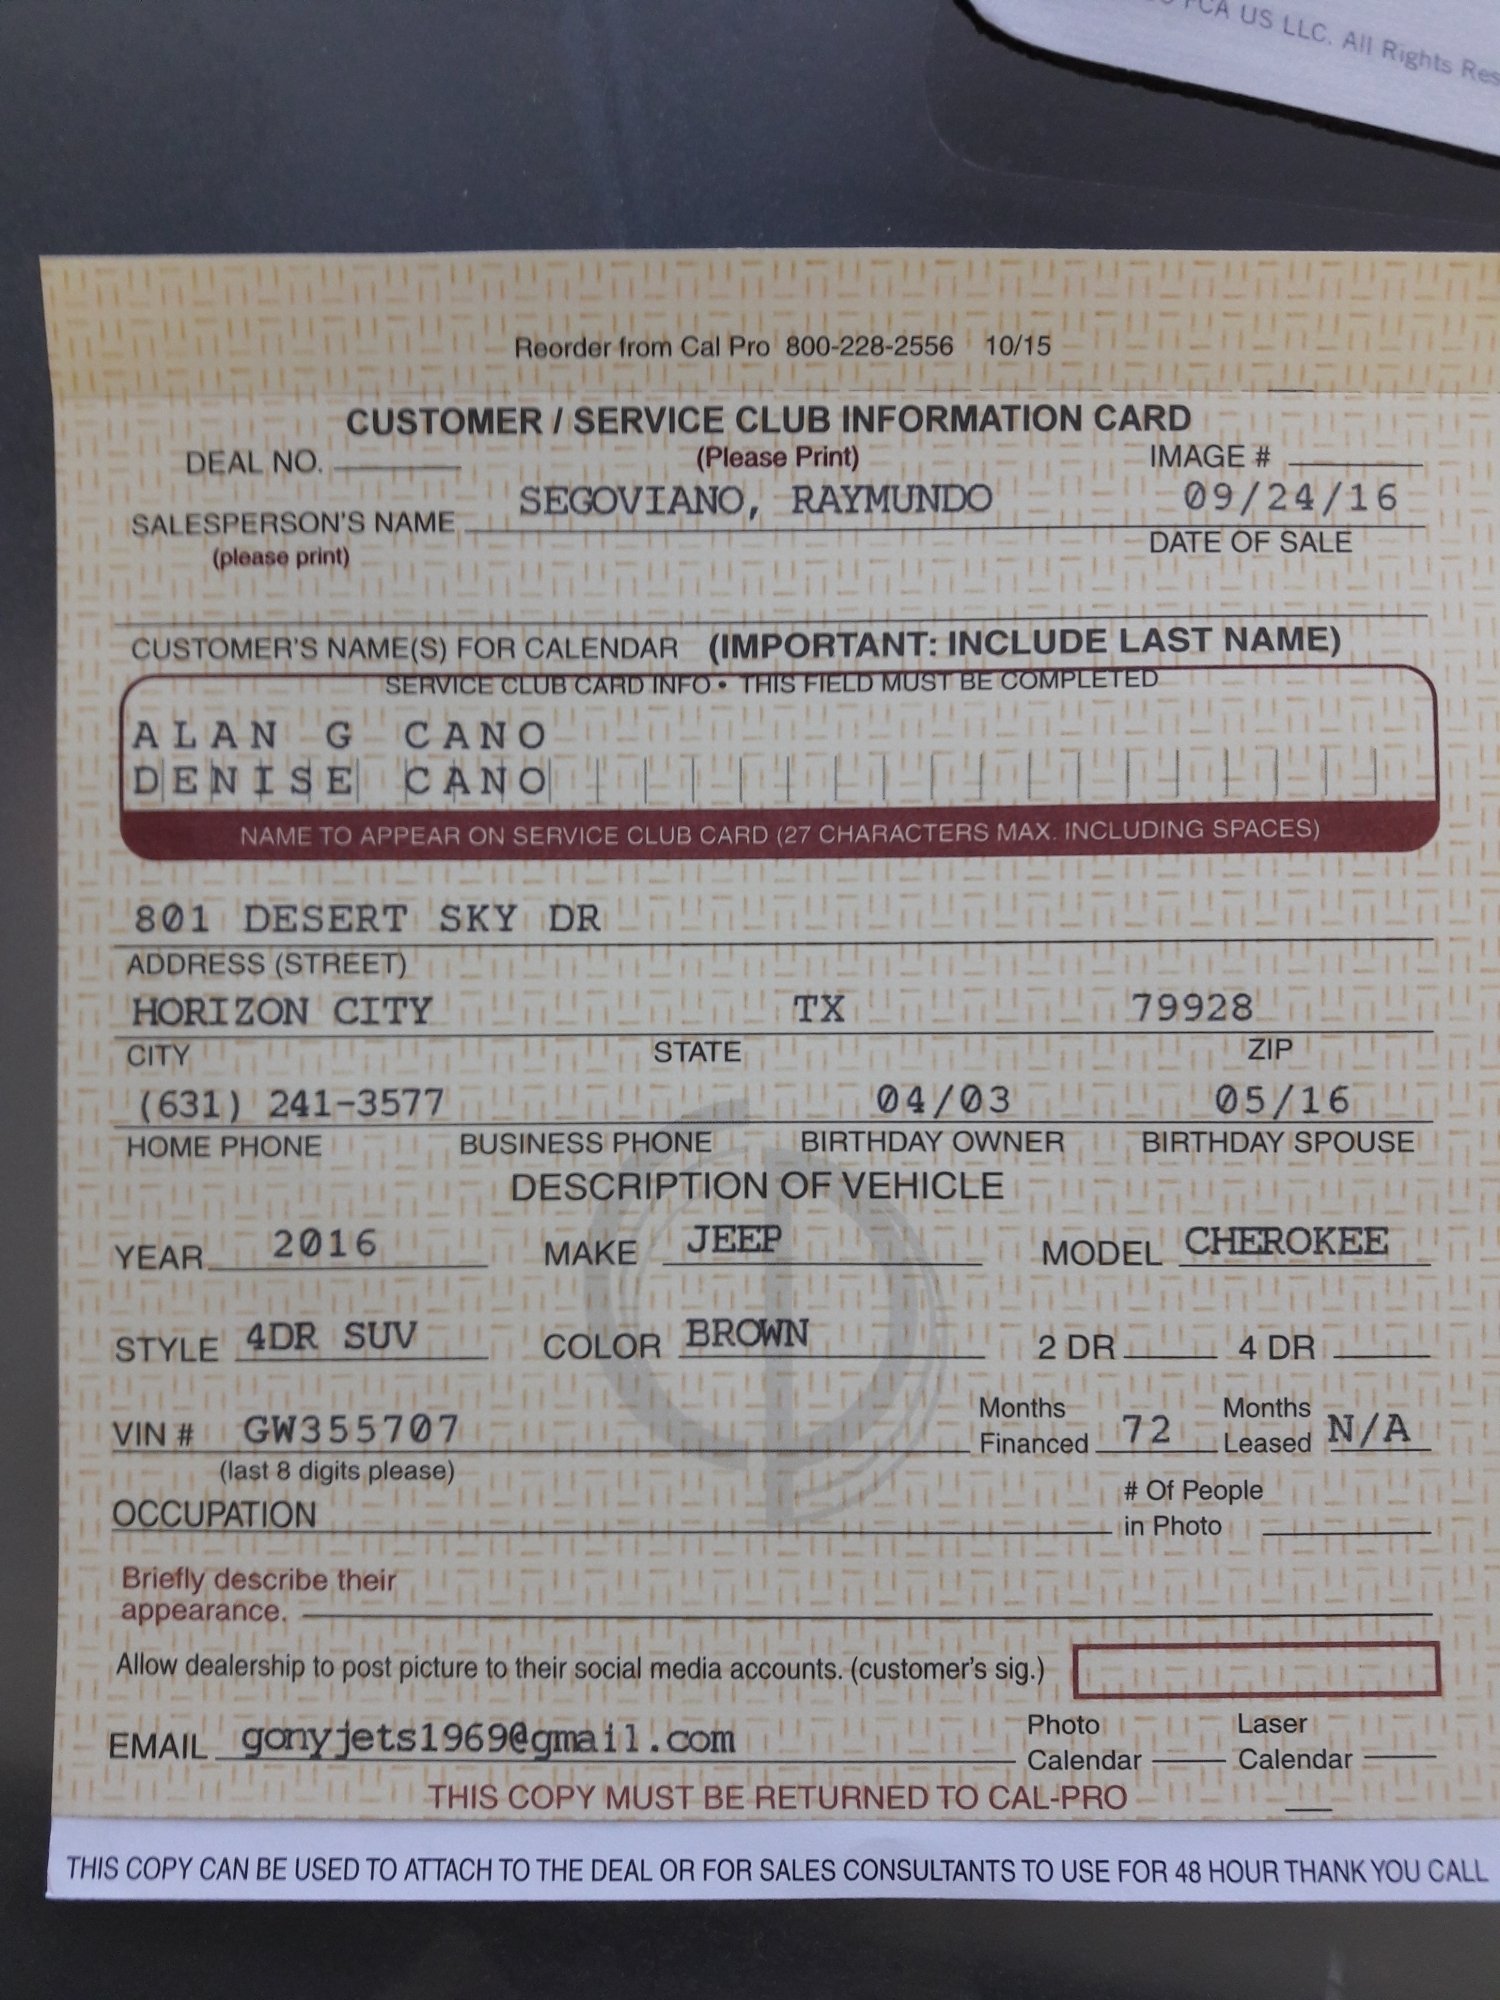 FCA US LLC. All Rights Res
Reorder from Cal Pro 800-228-2556 10/15
CUSTOMER / SERVICE CLUB INFORMATION CARD
DEAL NO. (Please Print) IMAGE #
SEGOVIANO, RAYMUNDO 09/24/16
SALESPERSON'S NAME
(please print) DATE OF SALE
CUSTOMER'S NAME(S) FOR CALENDAR (IMPORTANT: INCLUDE LAST NAME)
SERVICE CLUB CARD INFO • THIS FIELD MUST BE COMPLETED
ALAN G CANO
DENISE CANO
NAME TO APPEAR ON SERVICE CLUB CARD (27 CHARACTERS MAX. INCLUDING SPACES)
801 DESERT SKY DR
ADDRESS (STREET)
HORIZON CITY TX 79928
CITY STATE ZIP
(631) 241-3577 04/03 05/16
HOME PHONE BUSINESS PHONE BIRTHDAY OWNER BIRTHDAY SPOUSE
DESCRIPTION OF VEHICLE
YEAR 2016 MAKE JEEP MODEL CHEROKEE
STYLE 4DR SUV COLOR BROWN 2 DR 4 DR
VIN # GW355707 Months Financed 72 Months Leased N/A
(last 8 digits please)
OCCUPATION # Of People in Photo
Briefly describe their
appearance.
Allow dealership to post picture to their social media accounts. (customer's sig.)
EMAIL gonyjets1969@gmail.com Photo Calendar Laser Calendar
THIS COPY MUST BE RETURNED TO CAL-PRO
THIS COPY CAN BE USED TO ATTACH TO THE DEAL OR FOR SALES CONSULTANTS TO USE FOR 48 HOUR THANK YOU CALL